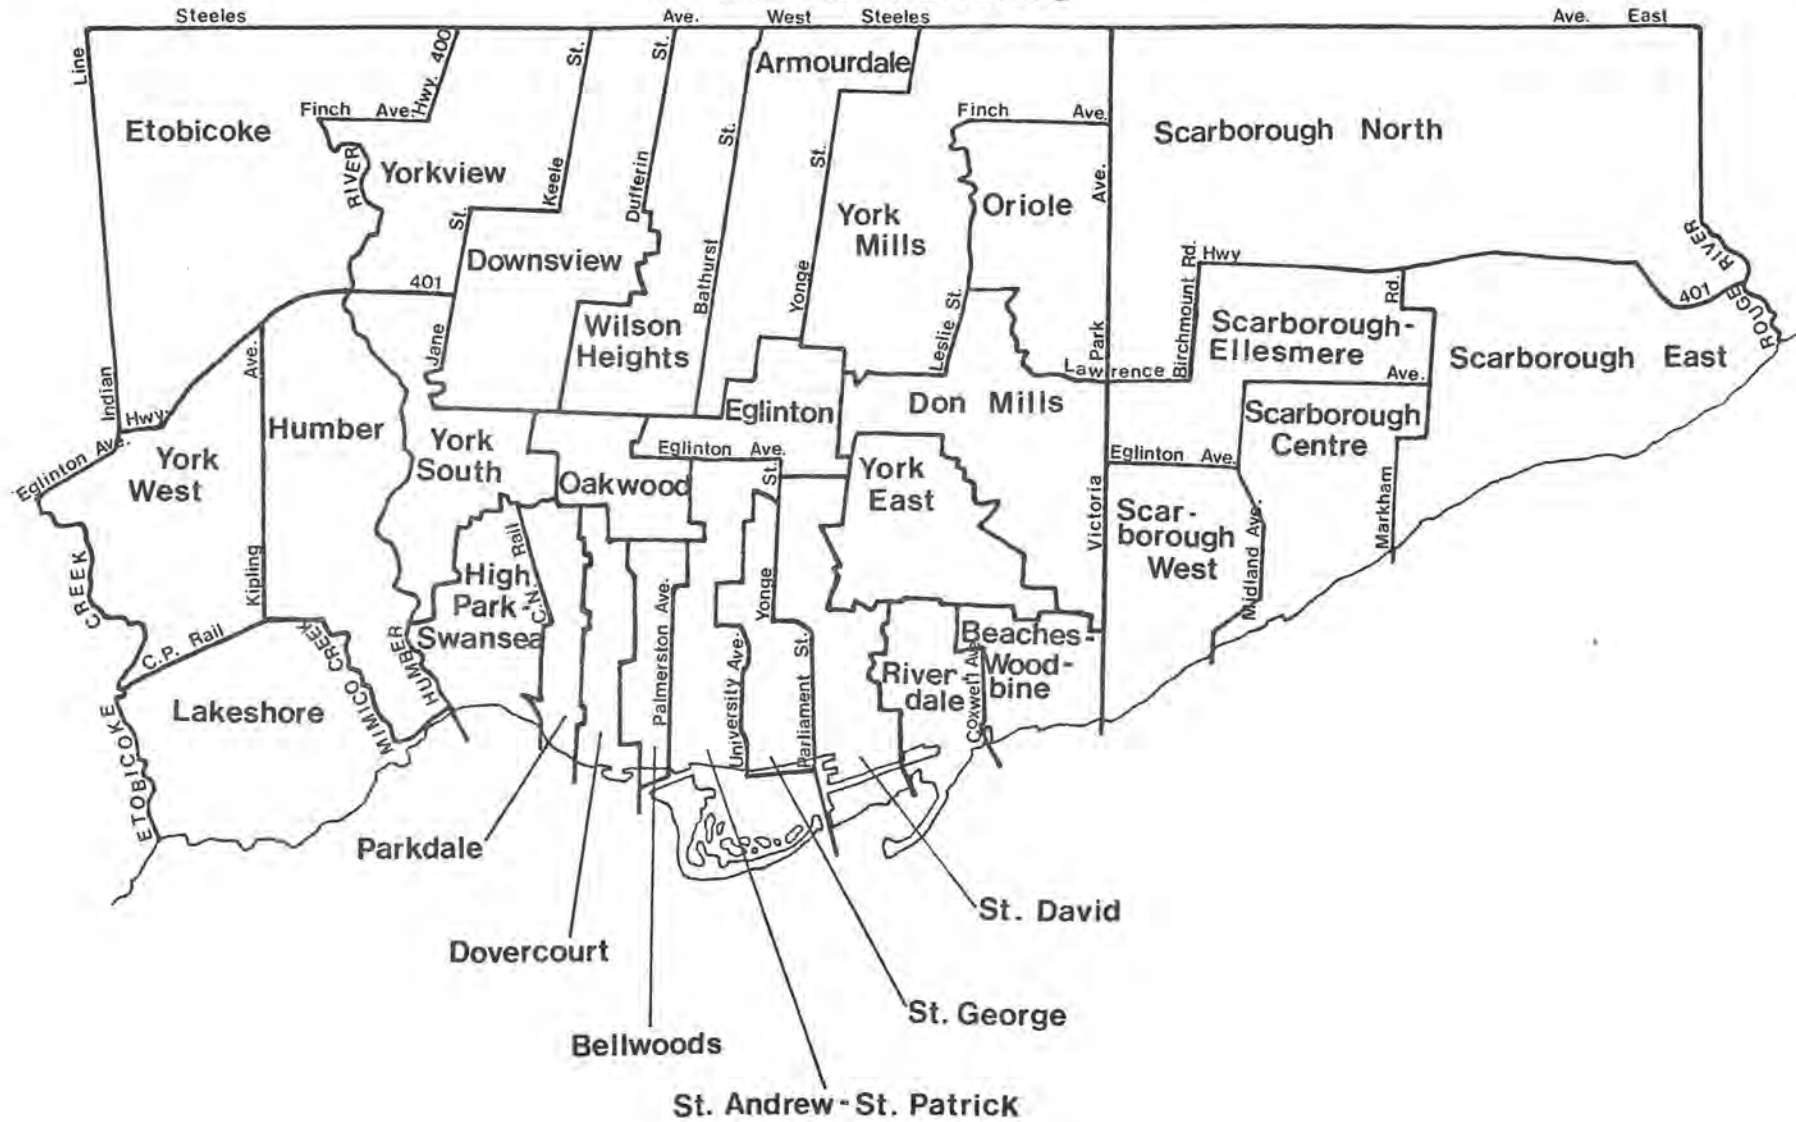 Steeles Ave. West Steeles Ave. East
Line
Hwy. 400
St.
St.
Armourdale
Finch Ave.
Finch Ave.
Etobicoke
Scarborough North
St.
St.
RIVER
Yorkview
Keele
Dufferin
Ave.
St.
York
Mills
Oriole
Downsview
Bathurst
Yonge
RIVER
Hwy
401
401
ROUGE
Birchmount Rd.
Rd.
Leslie St.
Wilson
Heights
Scarborough-
Ellesmere
Scarborough East
Jane
Park
Lawrence
Ave.
Ave.
Indian
Hwy.
Humber
Eglinton
Don Mills
Scarborough
Centre
Eglinton Ave.
York
West
York
South
Eglinton Ave.
St.
Eglinton Ave.
Oakwood
York
East
Markham
Victoria
Scar-
borough
West
Midland Ave.
CREEK
Kipling
C.N. Rail
High
Park-
Swansea
Palmerston Ave.
Yonge
C.P. Rail
MIMICO CREEK
HUMBER
University Ave.
Parliament St.
River-
dale
Coxwell Ave.
Beaches-
Wood-
bine
Lakeshore
ETOBICOKE
Parkdale
St. David
Dovercourt
St. George
Bellwoods
St. Andrew-St. Patrick